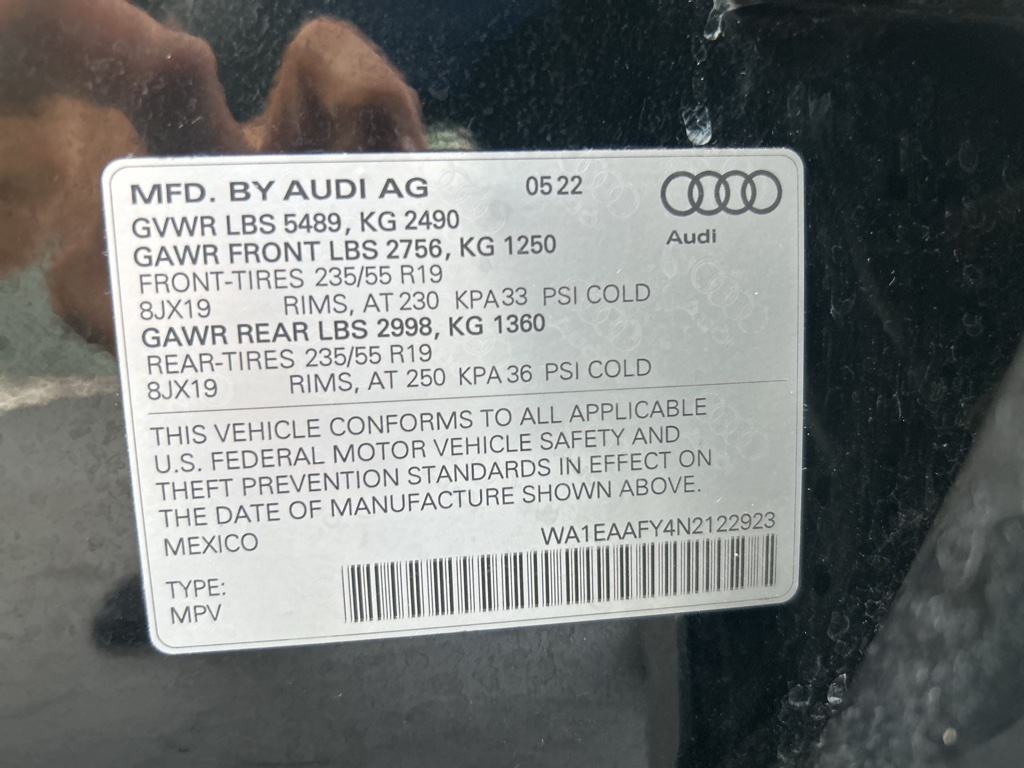 MFD. BY AUDI AG 05 22
Audi
GVWR LBS 5489, KG 2490
GAWR FRONT LBS 2756, KG 1250
FRONT-TIRES 235/55 R19
8JX19 RIMS, AT 230 KPA 33 PSI COLD
GAWR REAR LBS 2998, KG 1360
REAR-TIRES 235/55 R19
8JX19 RIMS, AT 250 KPA 36 PSI COLD
THIS VEHICLE CONFORMS TO ALL APPLICABLE
U.S. FEDERAL MOTOR VEHICLE SAFETY AND
THEFT PREVENTION STANDARDS IN EFFECT ON
THE DATE OF MANUFACTURE SHOWN ABOVE.
MEXICO WA1EAAFY4N2122923
TYPE:
MPV